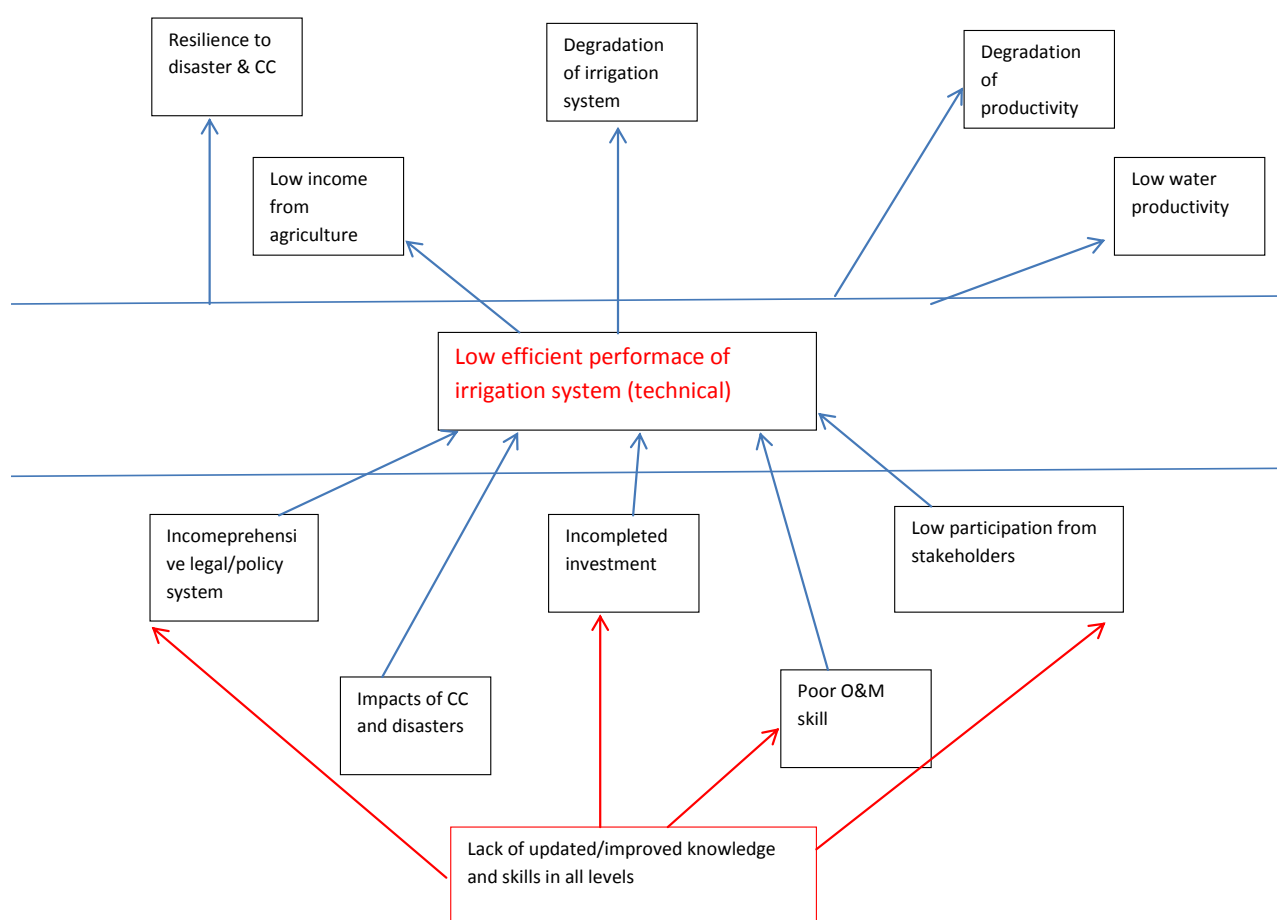 Resilience to
disaster & CC
Degradation
of irrigation
system
Degradation
of
productivity
Low income
from
agriculture
Low water
productivity
Low efficient performace of
irrigation system (technical)
Incomeprehensi
ve legal/policy
system
Incompleted
investment
Low participation from
stakeholders
Impacts of CC
and disasters
Poor O&M
skill
Lack of updated/improved knowledge
and skills in all levels